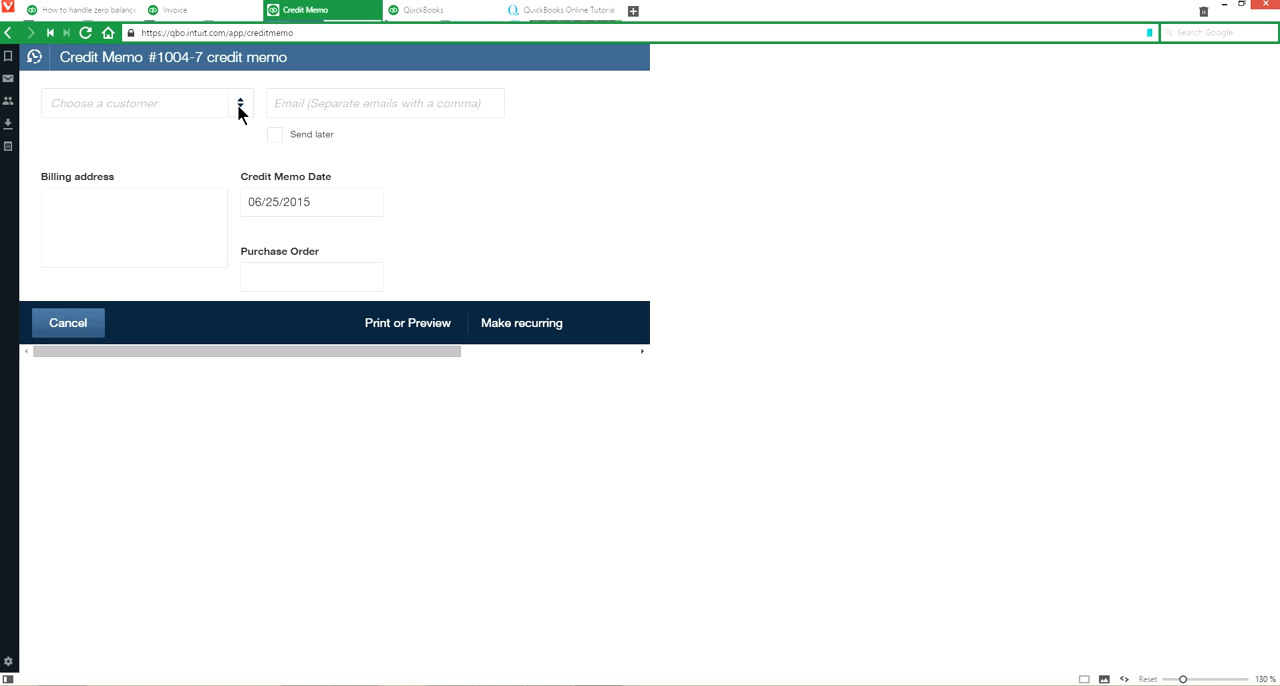 How to handle zero balanc
Invoice
Credit Memo
QuickBooks
QuickBooks Online Tutoria
https://qbo.intuit.com/app/creditmemo
Search Google
Credit Memo #1004-7 credit memo
Choose a customer
Email (Separate emails with a comma)
Send later
Billing address
Credit Memo Date
06/25/2015
Purchase Order
Cancel
Print or Preview
Make recurring
Reset
130 %